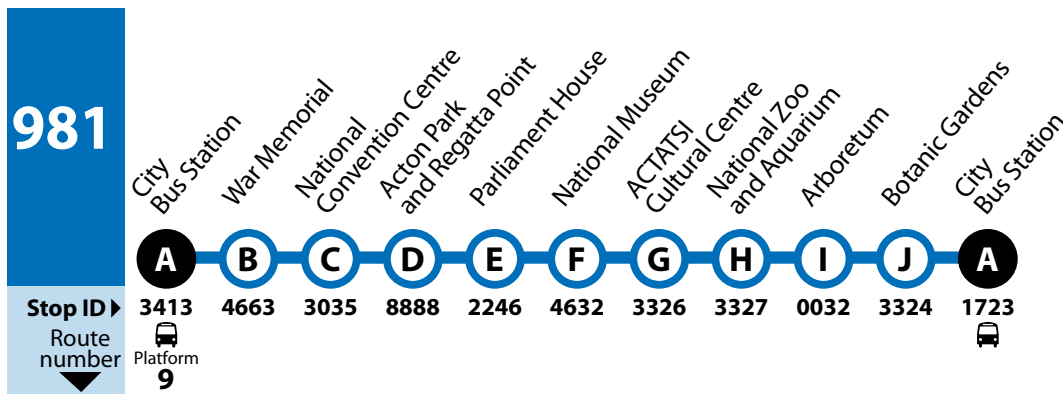 981
City
Bus Station
War Memorial
National
Convention Centre
Acton Park
and Regatta Point
Parlliament House
National Museum
ACTATSI
Cultural Centre
National Zoo
and Aquarium
Arboretum
Botanic Gardens
City
Bus Station
A B C D E F G H I J A
Stop ID 3413 4663 3035 8888 2246 4632 3326 3327 0032 3324 1723
Route
number
Platform
9